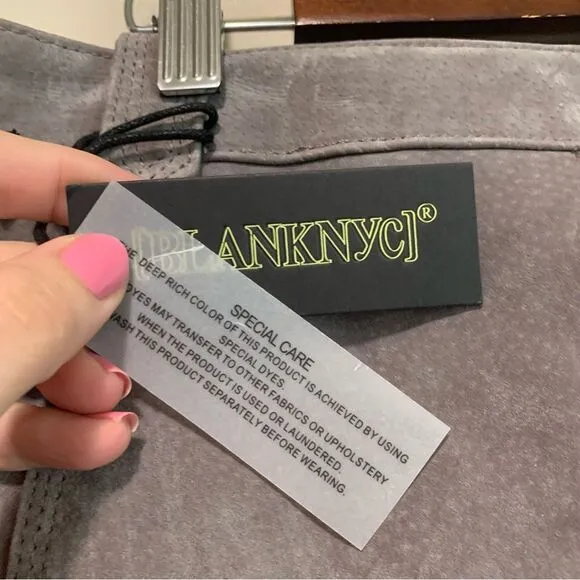 [BLANKNYC]®
SPECIAL CARE
THE DEEP RICH COLOR OF THIS PRODUCT IS ACHIEVED BY USING
SPECIAL DYES.
DYES MAY TRANSFER TO OTHER FABRICS OR UPHOLSTERY
WHEN THE PRODUCT IS USED OR LAUNDERED.
WASH THIS PRODUCT SEPARATELY BEFORE WEARING.